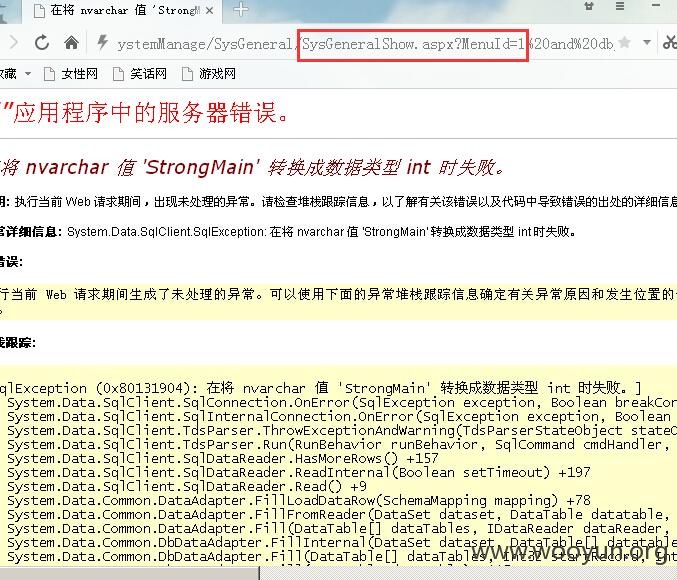 在将 nvarchar 值 'StrongM
ystemManage/SysGeneral/SysGeneralShow.aspx?MenuId=1%20and%20db_
收藏 女性网 笑话网 游戏网
/”应用程序中的服务器错误。
将 nvarchar 值 'StrongMain' 转换成数据类型 int 时失败。
明: 执行当前 Web 请求期间，出现未处理的异常。请检查堆栈跟踪信息，以了解有关该错误以及代码中导致错误的出处的详细信息
常详细信息: System.Data.SqlClient.SqlException: 在将 nvarchar 值 'StrongMain' 转换成数据类型 int 时失败。
错误:
行当前 Web 请求期间生成了未处理的异常。可以使用下面的异常堆栈跟踪信息确定有关异常原因和发生位置的
。
栈跟踪:
qlException (0x80131904): 在将 nvarchar 值 'StrongMain' 转换成数据类型 int 时失败。]
System.Data.SqlClient.SqlConnection.OnError(SqlException exception, Boolean breakCon
System.Data.SqlClient.SqlInternalConnection.OnError(SqlException exception, Boolean
System.Data.SqlClient.TdsParser.ThrowExceptionAndWarning(TdsParserStateObject stateO
System.Data.SqlClient.TdsParser.Run(RunBehavior runBehavior, SqlCommand cmdHandler,
System.Data.SqlClient.SqlDataReader.HasMoreRows() +157
System.Data.SqlClient.SqlDataReader.ReadInternal(Boolean setTimeout) +197
System.Data.SqlClient.SqlDataReader.Read() +9
System.Data.Common.DataAdapter.FillLoadDataRow(SchemaMapping mapping) +78
System.Data.Common.DataAdapter.FillFromReader(DataSet dataset, DataTable datatable,
System.Data.Common.DataAdapter.Fill(DataTable[] dataTables, IDataReader dataReader,
System.Data.Common.DbDataAdapter.FillInternal(DataSet dataset, DataTable[] datatable
System.Data.Common.DbDataAdapter.Fill(DataTable[] dataTables, Int32 startRecord, Int
www.wooyun.org